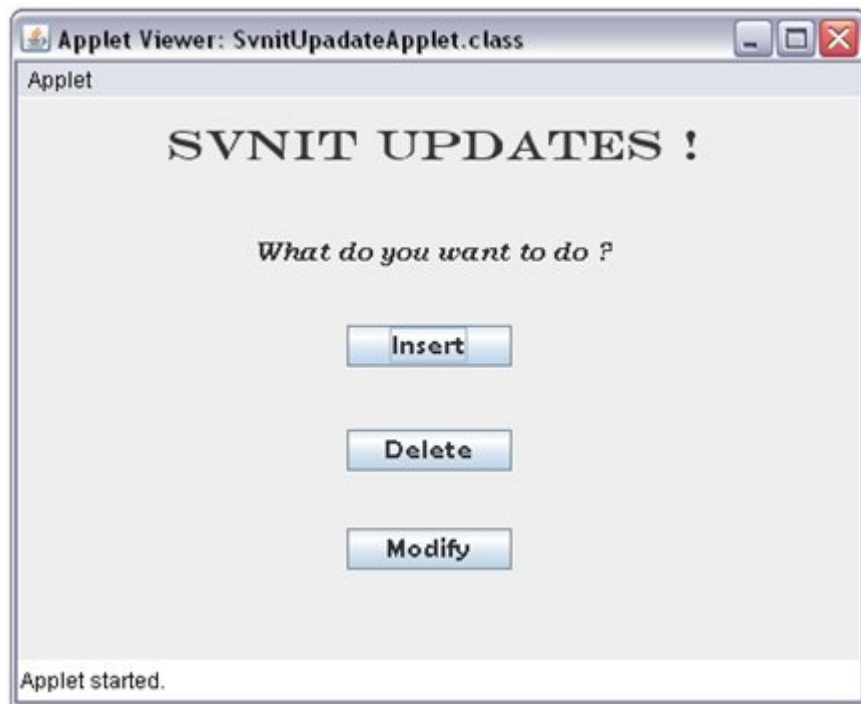 Applet Viewer: SvnitUpadateApplet.class
Applet
SVNIT UPDATES !
What do you want to do ?
Insert
Delete
Modify
Applet started.